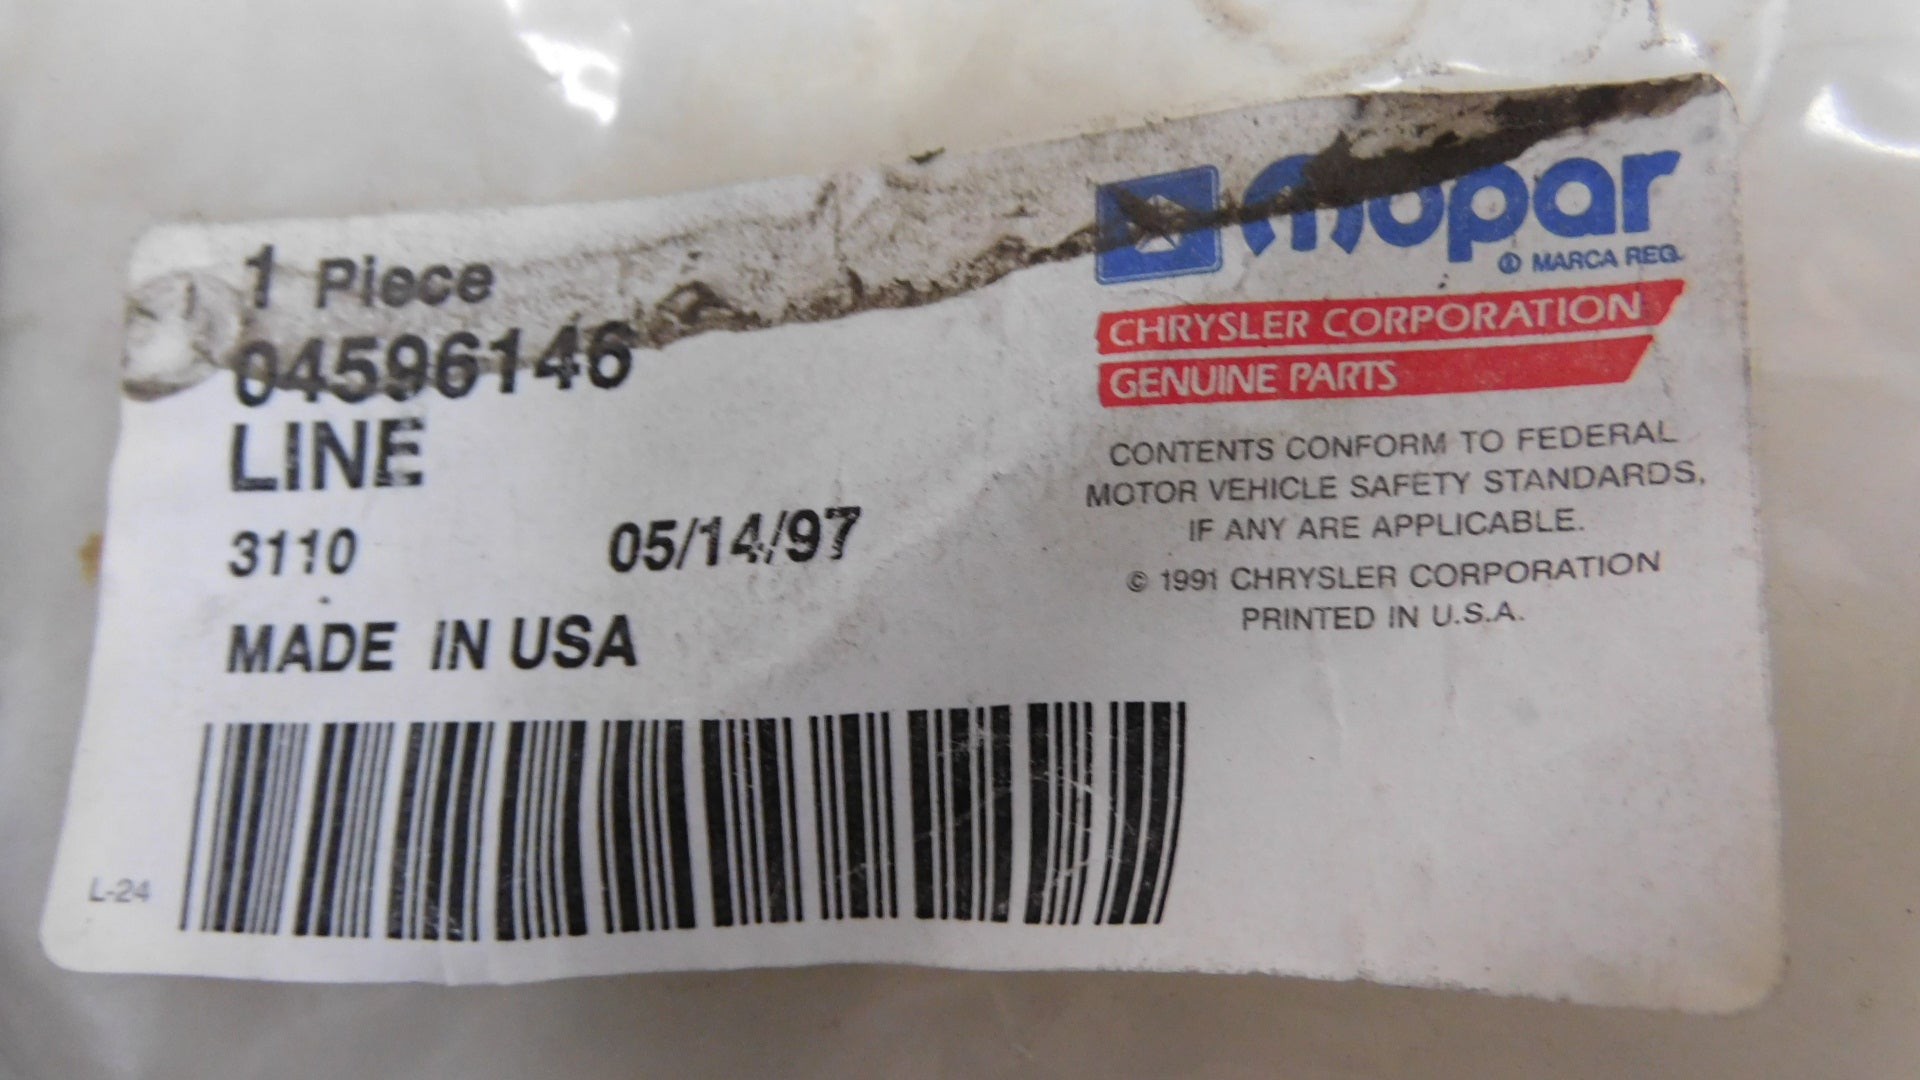 1 Piece
04596146
LINE
3110 05/14/97
MADE IN USA
L-24
mopar
® MARCA REG.
CHRYSLER CORPORATION
GENUINE PARTS
CONTENTS CONFORM TO FEDERAL
MOTOR VEHICLE SAFETY STANDARDS,
IF ANY ARE APPLICABLE.
© 1991 CHRYSLER CORPORATION
PRINTED IN U.S.A.